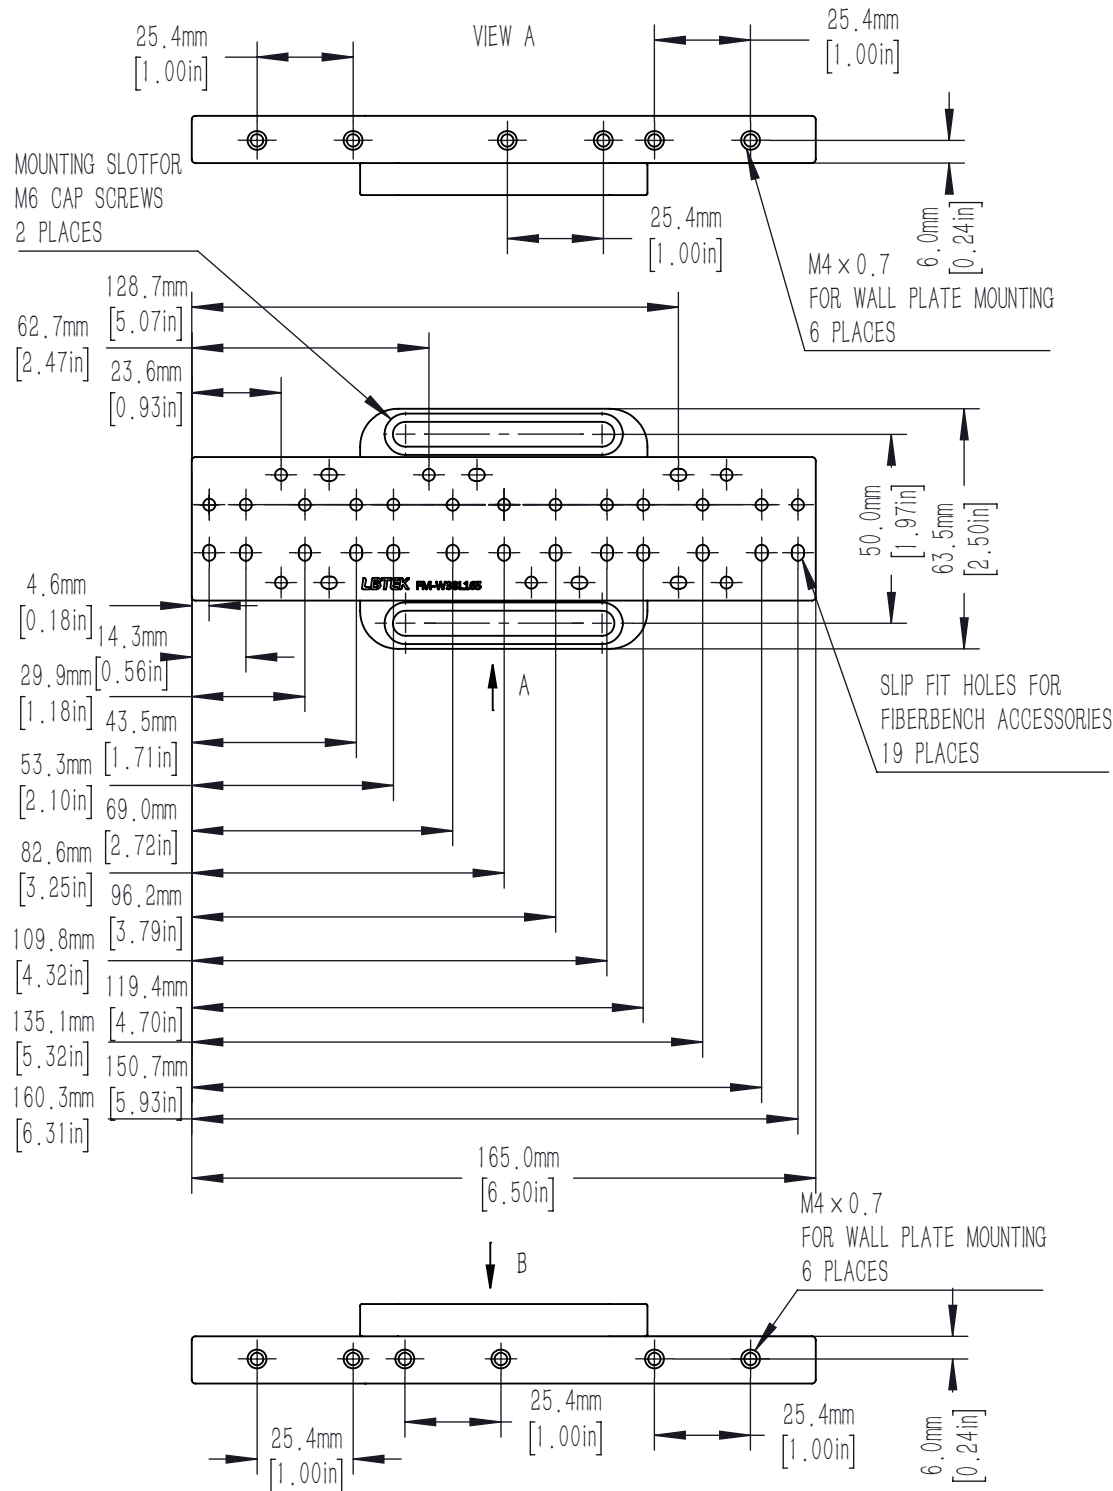 25.4mm
[1.00in]
VIEW A
25.4mm
[1.00in]
MOUNTING SLOTFOR
M6 CAP SCREWS
2 PLACES
25.4mm
[1.00in]
6.0mm
[0.24in]
M4×0.7
FOR WALL PLATE MOUNTING
6 PLACES
128.7mm
[5.07in]
62.7mm
[2.47in]
23.6mm
[0.93in]
50.0mm
[1.97in]
63.5mm
[2.50in]
LBTEK
4.6mm
[0.18in]
14.3mm
[0.56in]
29.9mm
[1.18in]
43.5mm
[1.71in]
53.3mm
[2.10in]
69.0mm
[2.72in]
82.6mm
[3.25in]
96.2mm
[3.79in]
109.8mm
[4.32in]
119.4mm
[4.70in]
135.1mm
[5.32in]
150.7mm
[5.93in]
160.3mm
[6.31in]
A
SLIP FIT HOLES FOR
FIBERBENCH ACCESSORIES
19 PLACES
165.0mm
[6.50in]
B
M4×0.7
FOR WALL PLATE MOUNTING
6 PLACES
25.4mm
[1.00in]
25.4mm
[1.00in]
25.4mm
[1.00in]
6.0mm
[0.24in]